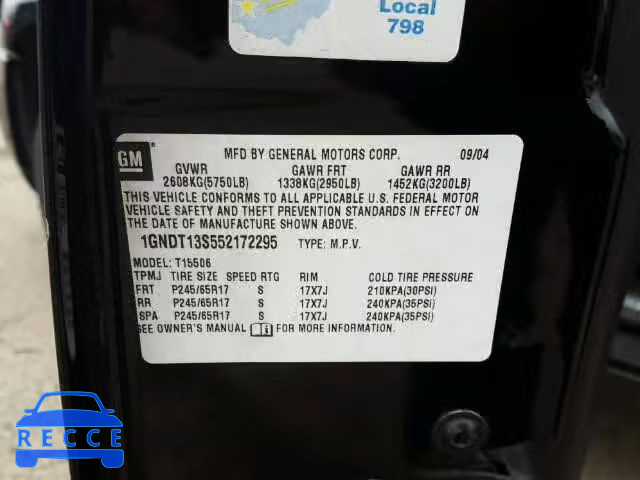 Local
798
GM
MFD BY GENERAL MOTORS CORP. 09/04
GVWR GAWR FRT GAWR RR
2608KG(5750LB) 1338KG(2950LB) 1452KG(3200LB)
THIS VEHICLE CONFORMS TO ALL APPLICABLE U.S. FEDERAL MOTOR
VEHICLE SAFETY AND THEFT PREVENTION STANDARDS IN EFFECT ON
THE DATE OF MANUFACTURE SHOWN ABOVE.
1GNDT13S552172295 TYPE: M.P.V.
MODEL: T15506
TPMJ TIRE SIZE SPEED RTG RIM COLD TIRE PRESSURE
FRT P245/65R17 S 17X7J 210KPA(30PSI)
RR P245/65R17 S 17X7J 240KPA(35PSI)
SPA P245/65R17 S 17X7J 240KPA(35PSI)
SEE OWNER'S MANUAL FOR MORE INFORMATION.
RECCE